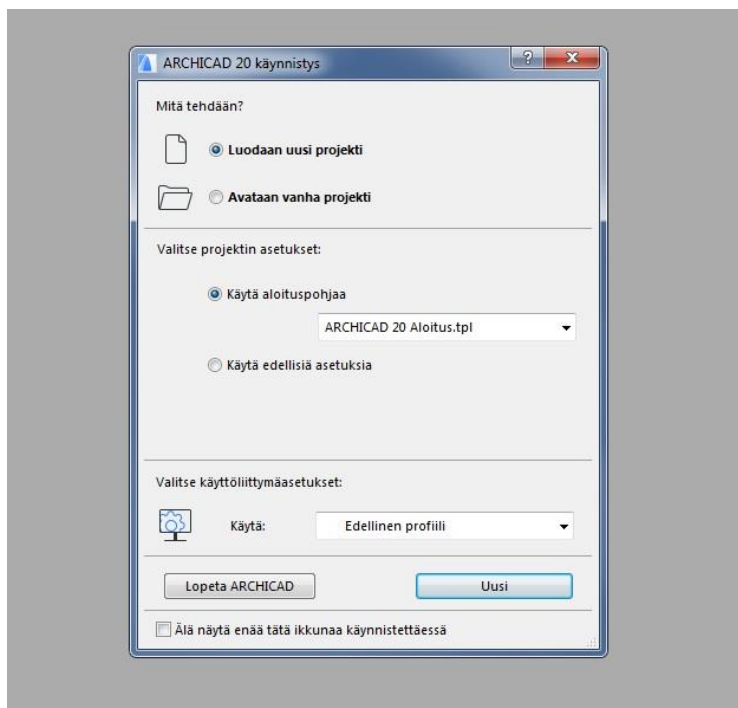 ARCHICAD 20 käynnistys
Mitä tehdään?
Luodaan uusi projekti
Avataan vanha projekti
Valitse projektin asetukset:
Käytä aloituspohjaa
ARCHICAD 20 Aloitus.tpl
Käytä edellisiä asetuksia
Valitse käyttöliittymäasetukset:
Käytä: Edellinen profiili
Lopeta ARCHICAD Uusi
Älä näytä enää tätä ikkunaa käynnistettäessä